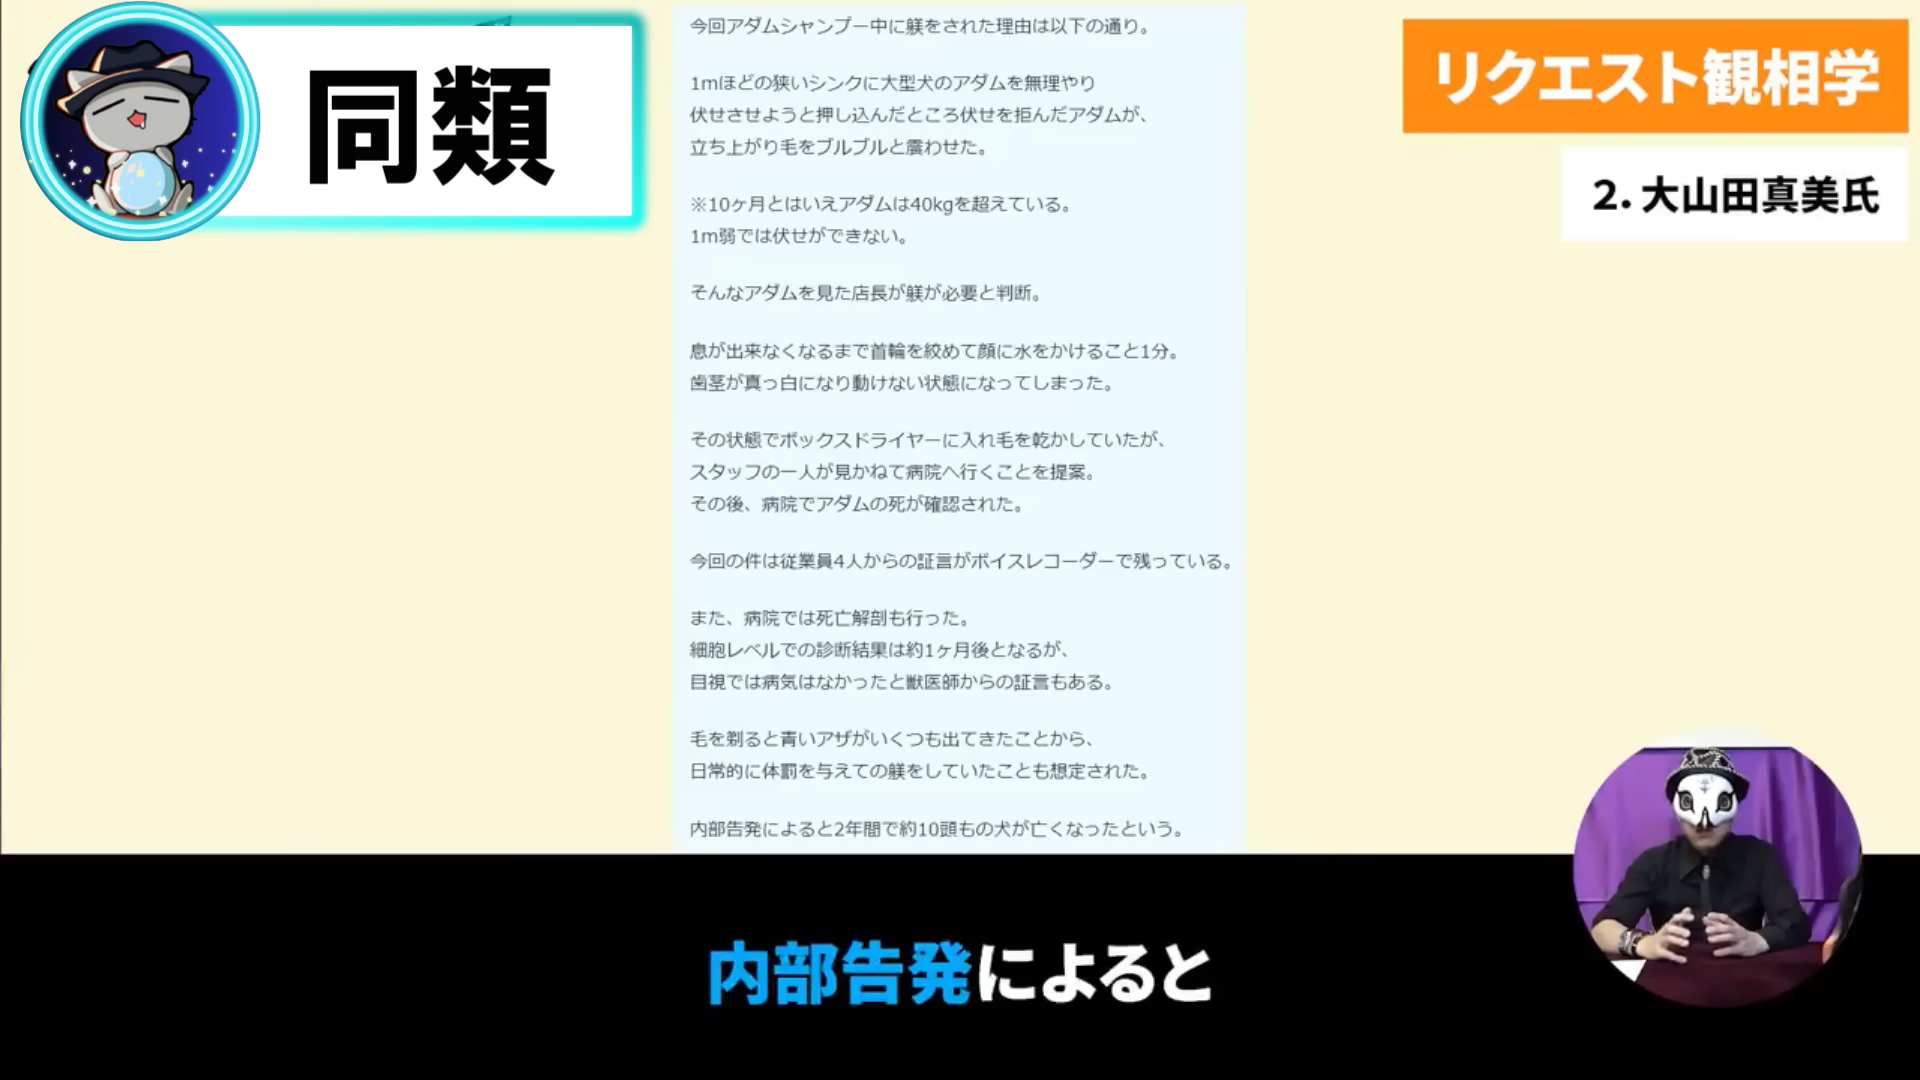 同類
リクエスト観相学
2. 大山田真美氏
今回アダムシャンプー中に躾をされた理由は以下の通り。
1mほどの狭いシンクに大型犬のアダムを無理やり
伏せさせようと押し込んだところ伏せを拒んだアダムが、
立ち上がり毛をブルブルと震わせた。
※10ヶ月とはいえアダムは40kgを超えている。
1m弱では伏せができない。
そんなアダムを見た店長が躾が必要と判断。
息が出来なくなるまで首輪を絞めて顔に水をかけること1分。
歯茎が真っ白になり動けない状態になってしまった。
その状態でボックスドライヤーに入れ毛を乾かしていたが、
スタッフの一人が見かねて病院へ行くことを提案。
その後、病院でアダムの死が確認された。
今回の件は従業員4人からの証言がボイスレコーダーで残っている。
また、病院では死亡解剖も行った。
細胞レベルでの診断結果は約1ヶ月後となるが、
目視では病気はなかったと獣医師からの証言もある。
毛を剃ると青いアザがいくつも出てきたことから、
日常的に体罰を与えての躾をしていたことも想定された。
内部告発によると2年間で約10頭もの犬が亡くなったという。
内部告発によると